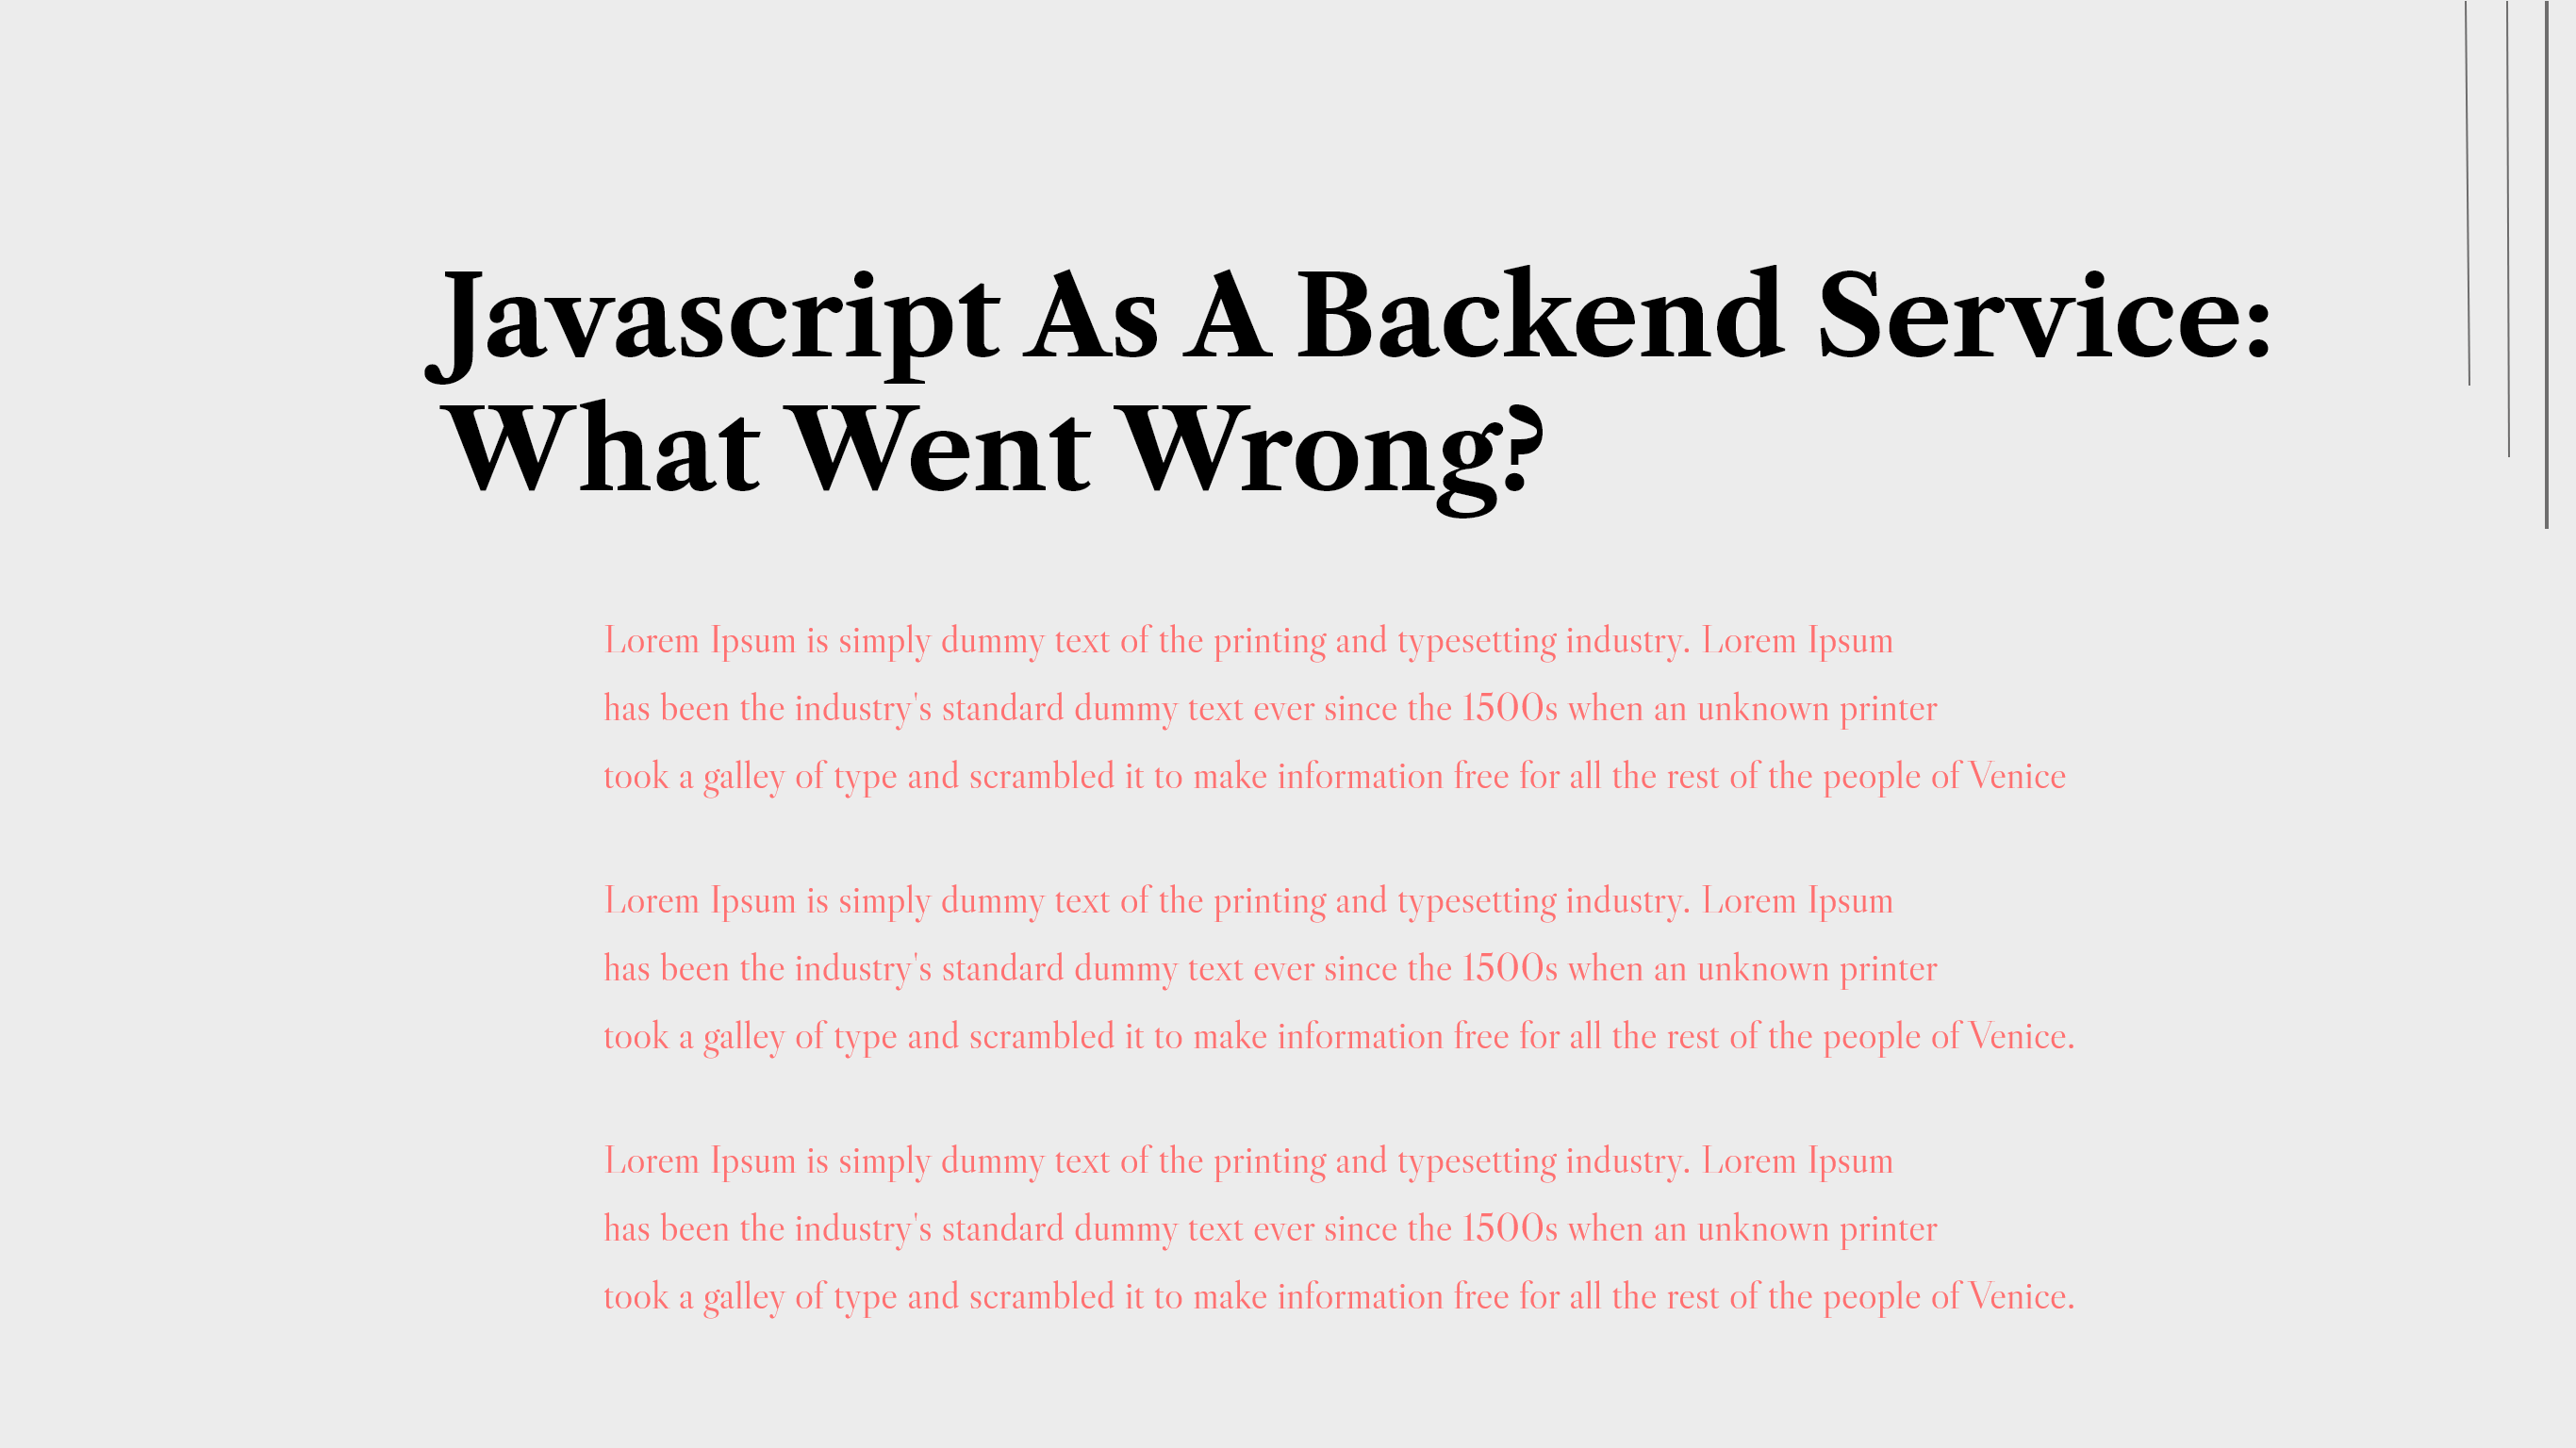 Javascript As A Backend Service:
What Went Wrong?
Lorem Ipsum is simply dummy text of the printing and typesetting industry. Lorem Ipsum
has been the industry's standard dummy text ever since the 1500s when an unknown printer
took a galley of type and scrambled it to make information free for all the rest of the people of Venice
Lorem Ipsum is simply dummy text of the printing and typesetting industry. Lorem Ipsum
has been the industry's standard dummy text ever since the 1500s when an unknown printer
took a galley of type and scrambled it to make information free for all the rest of the people of Venice.
Lorem Ipsum is simply dummy text of the printing and typesetting industry. Lorem Ipsum
has been the industry's standard dummy text ever since the 1500s when an unknown printer
took a galley of type and scrambled it to make information free for all the rest of the people of Venice.